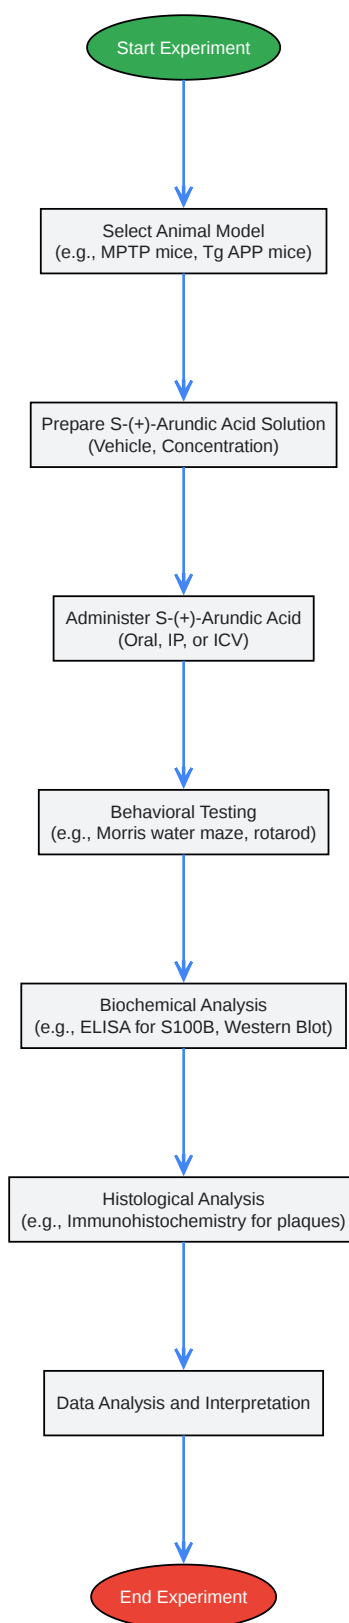 Start Experiment
Select Animal Model
(e.g., MPTP mice, Tg APP mice)
Prepare S-(+)-Arundic Acid Solution
(Vehicle, Concentration)
Administer S-(+)-Arundic Acid
(Oral, IP, or ICV)
Behavioral Testing
(e.g., Morris water maze, rotarod)
Biochemical Analysis
(e.g., ELISA for S100B, Western Blot)
Histological Analysis
(e.g., Immunohistochemistry for plaques)
Data Analysis and Interpretation
End Experiment